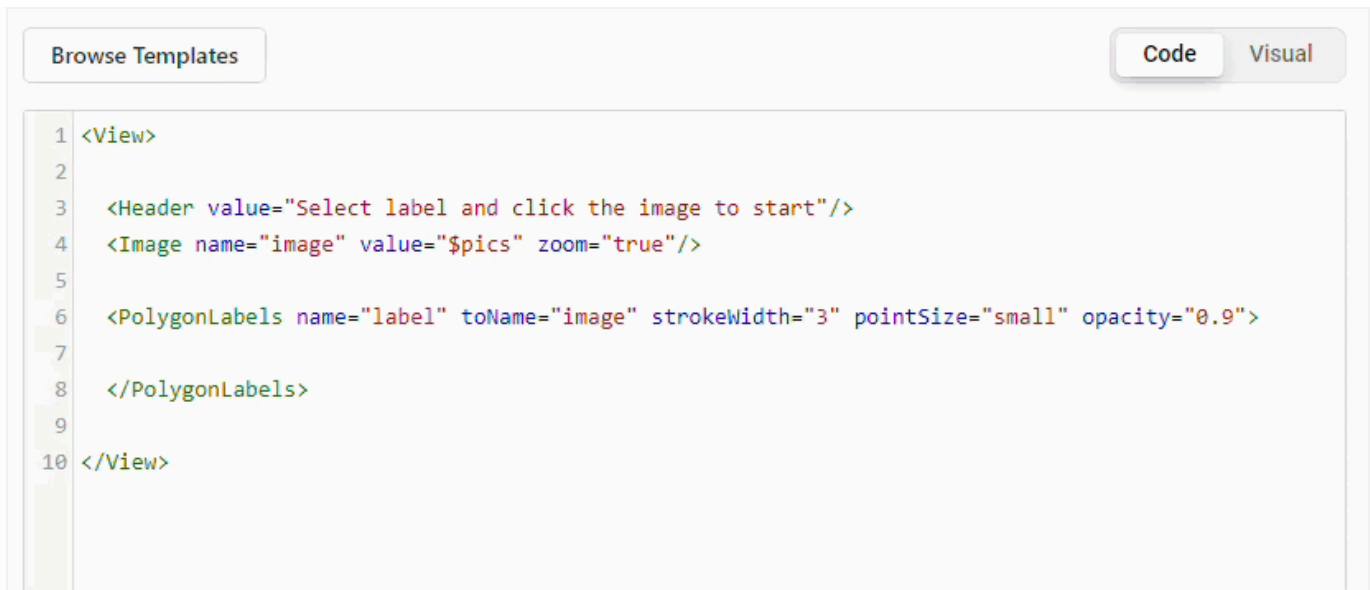 Browse Templates
Code Visual
1 <View>
2
3 <Header value="Select label and click the image to start"/>
4 <Image name="image" value="$pics" zoom="true"/>
5
6 <PolygonLabels name="label" toName="image" strokeWidth="3" pointSize="small" opacity="0.9">
7
8 </PolygonLabels>
9
10 </View>